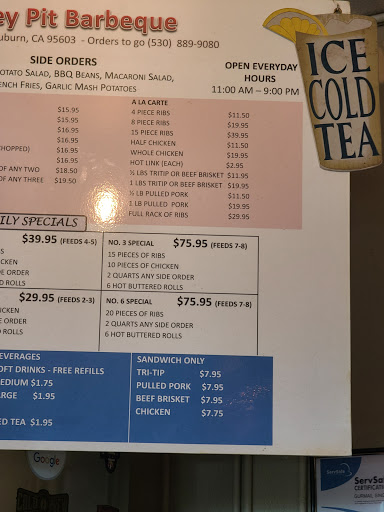 ey Pit Barbeque
uburn, CA 95603 - Orders to go (530) 889-9080
SIDE ORDERS
OTATO SALAD, BBQ BEANS, MACARONI SALAD,
ENCH FRIES, GARLIC MASH POTATOES
OPEN EVERYDAY
HOURS
11:00 AM – 9:00 PM
ICE
COLD
TEA
$15.95
$15.95
$16.95
$16.95
HOPPED) $16.95
$16.95
OF ANY TWO $18.50
OF ANY THREE $19.50
A LA CARTE
4 PIECE RIBS $11.50
8 PIECE RIBS $19.95
15 PIECE RIBS $39.95
HALF CHICKEN $11.50
WHOLE CHICKEN $19.95
HOT LINK (EACH) $2.95
½ LBS TRITIP OR BEEF BRISKET $11.95
1 LBS TRITIP OR BEEF BRISKET $19.95
½ LB PULLED PORK $11.50
1 LB PULLED PORK $19.95
FULL RACK OF RIBS $29.95
ILY SPECIALS
$39.95 (FEEDS 4-5)
S
ICKEN
E ORDER
D ROLLS
NO. 3 SPECIAL $75.95 (FEEDS 7-8)
15 PIECES OF RIBS
10 PIECES OF CHICKEN
2 QUARTS ANY SIDE ORDER
6 HOT BUTTERED ROLLS
$29.95 (FEEDS 2-3)
CKEN
E ORDER
ROLLS
NO. 6 SPECIAL $75.95 (FEEDS 7-8)
20 PIECES OF RIBS
2 QUARTS ANY SIDE ORDER
6 HOT BUTTERED ROLLS
EVERAGES
OFT DRINKS - FREE REFILLS
EDIUM $1.75
ARGE $1.95
ED TEA $1.95
SANDWICH ONLY
TRI-TIP $7.95
PULLED PORK $7.95
BEEF BRISKET $7.95
CHICKEN $7.75
Google
ServSafe
ServSaf
CERTIFICATI